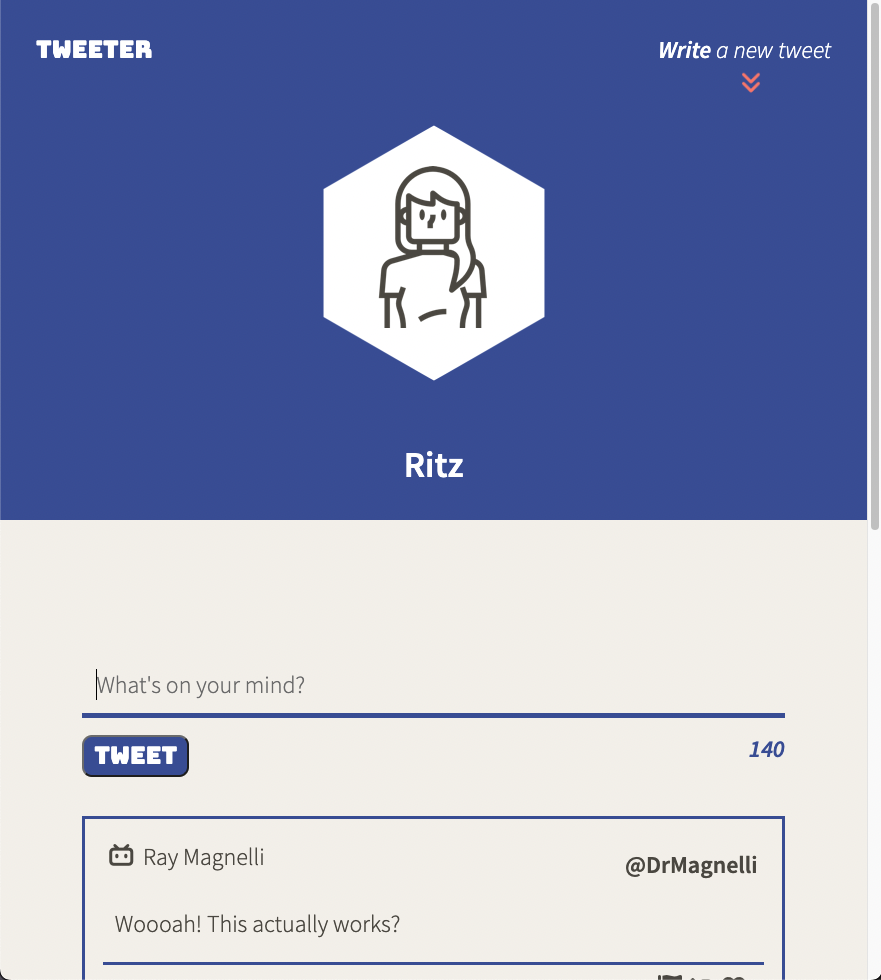 TWEETER
Write a new tweet
Ritz
What's on your mind?
TWEET
140
Ray Magnelli
@DrMagnelli
Woooah! This actually works?